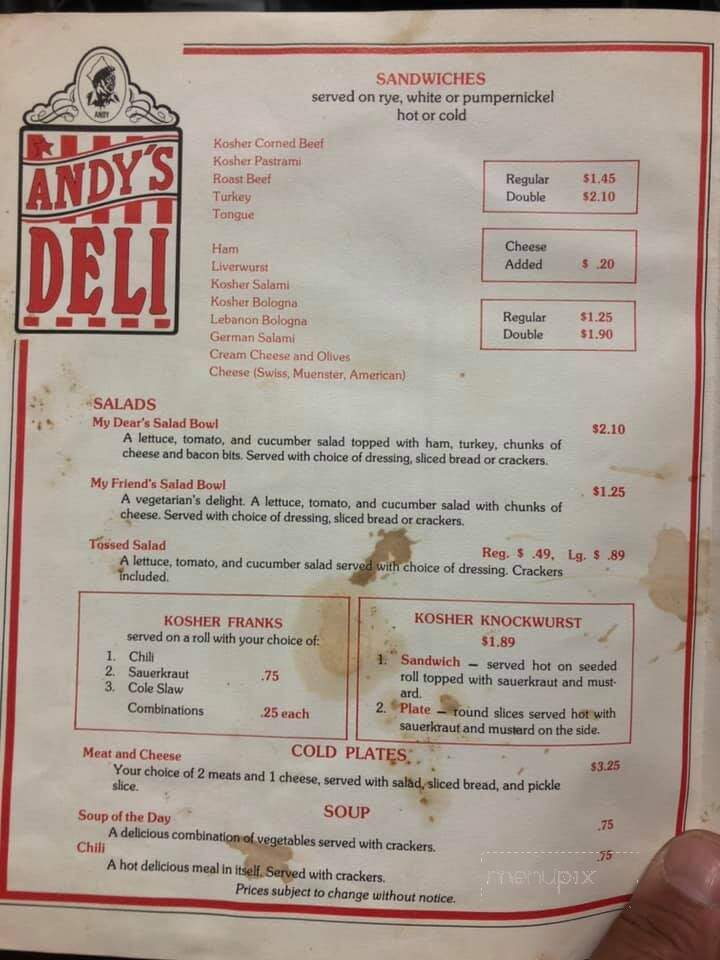 ANDY
ANDY'S
DELI
SANDWICHES
served on rye, white or pumpernickel
hot or cold
Kosher Corned Beef
Kosher Pastrami
Roast Beef
Turkey
Tongue
Regular $1.45
Double $2.10
Cheese
Added $ .20
Ham
Liverwurst
Kosher Salami
Kosher Bologna
Lebanon Bologna
German Salami
Cream Cheese and Olives
Cheese (Swiss, Muenster, American)
Regular $1.25
Double $1.90
SALADS
My Dear's Salad Bowl $2.10
A lettuce, tomato, and cucumber salad topped with ham, turkey, chunks of
cheese and bacon bits. Served with choice of dressing, sliced bread or crackers.
My Friend's Salad Bowl $1.25
A vegetarian's delight. A lettuce, tomato, and cucumber salad with chunks of
cheese. Served with choice of dressing, sliced bread or crackers.
Tossed Salad Reg. $ .49, Lg. $ .89
A lettuce, tomato, and cucumber salad served with choice of dressing. Crackers
included.
KOSHER FRANKS
served on a roll with your choice of:
1. Chili
2. Sauerkraut .75
3. Cole Slaw
Combinations .25 each
KOSHER KNOCKWURST
$1.89
1. Sandwich — served hot on seeded
roll topped with sauerkraut and must-
ard.
2. Plate — round slices served hot with
sauerkraut and mustard on the side.
COLD PLATES
Meat and Cheese $3.25
Your choice of 2 meats and 1 cheese, served with salad, sliced bread, and pickle
slice.
SOUP
Soup of the Day .75
A delicious combination of vegetables served with crackers.
Chili .75
A hot delicious meal in itself. Served with crackers.
Prices subject to change without notice.
menupix